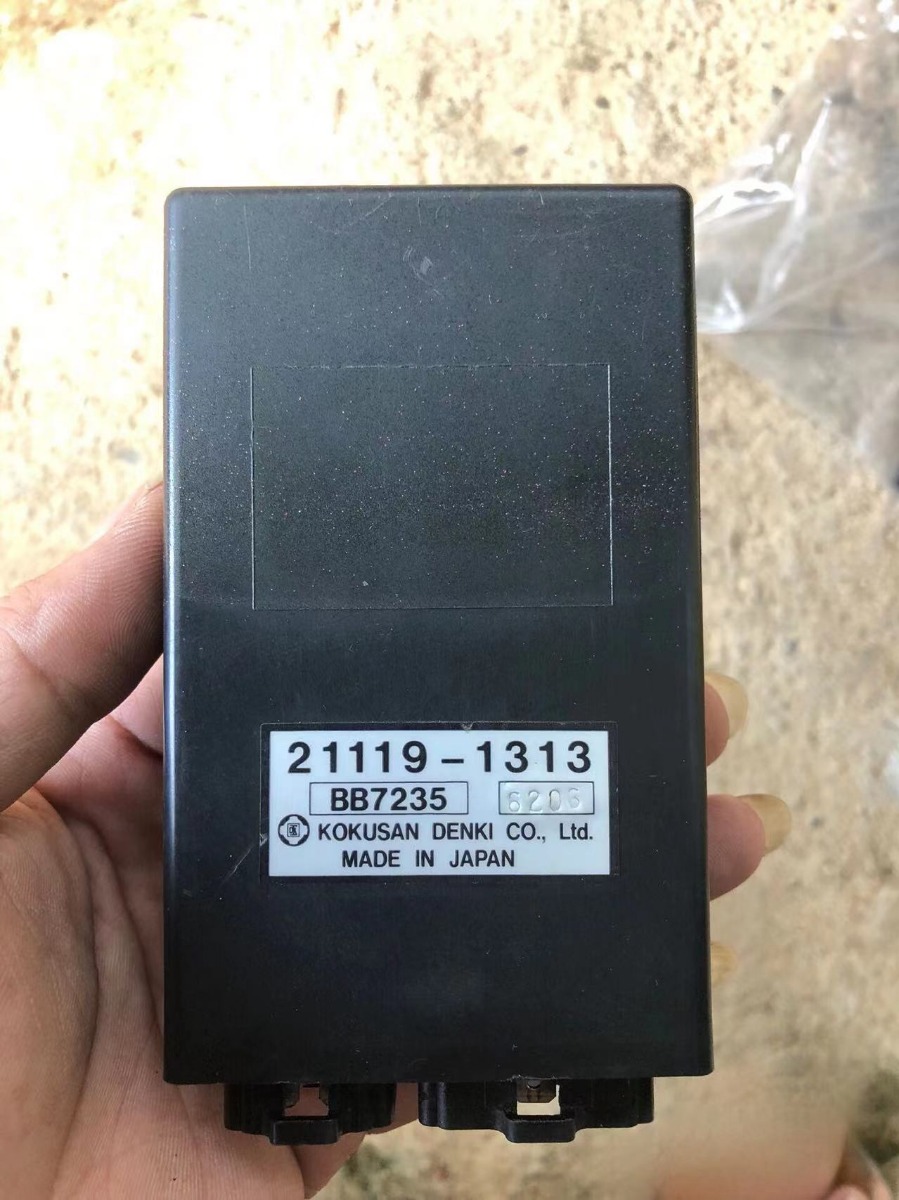 21119-1313
BB7235 6206
KOKUSAN DENKI CO., Ltd.
MADE IN JAPAN